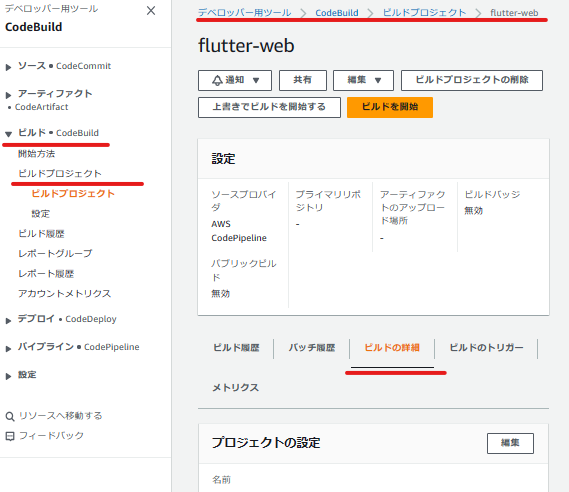 デベロッパー用ツール
CodeBuild
ソース • CodeCommit
アーティファクト
• CodeArtifact
ビルド • CodeBuild
開始方法
ビルドプロジェクト
ビルドプロジェクト
設定
ビルド履歴
レポートグループ
レポート履歴
アカウントメトリクス
デプロイ • CodeDeploy
パイプライン • CodePipeline
設定
リソースへ移動する
フィードバック
デベロッパー用ツール > CodeBuild > ビルドプロジェクト > flutter-web
flutter-web
通知 共有 編集 ビルドプロジェクトの削除
上書きでビルドを開始する ビルドを開始
設定
ソースプロバイ
ダ
AWS
CodePipeline
プライマリリポ
ジトリ
-
アーティファク
トのアップロー
ド場所
-
ビルドバッジ
無効
パブリックビル
ド
無効
ビルド履歴 バッチ履歴 ビルドの詳細 ビルドのトリガー
メトリクス
プロジェクトの設定 編集
名前